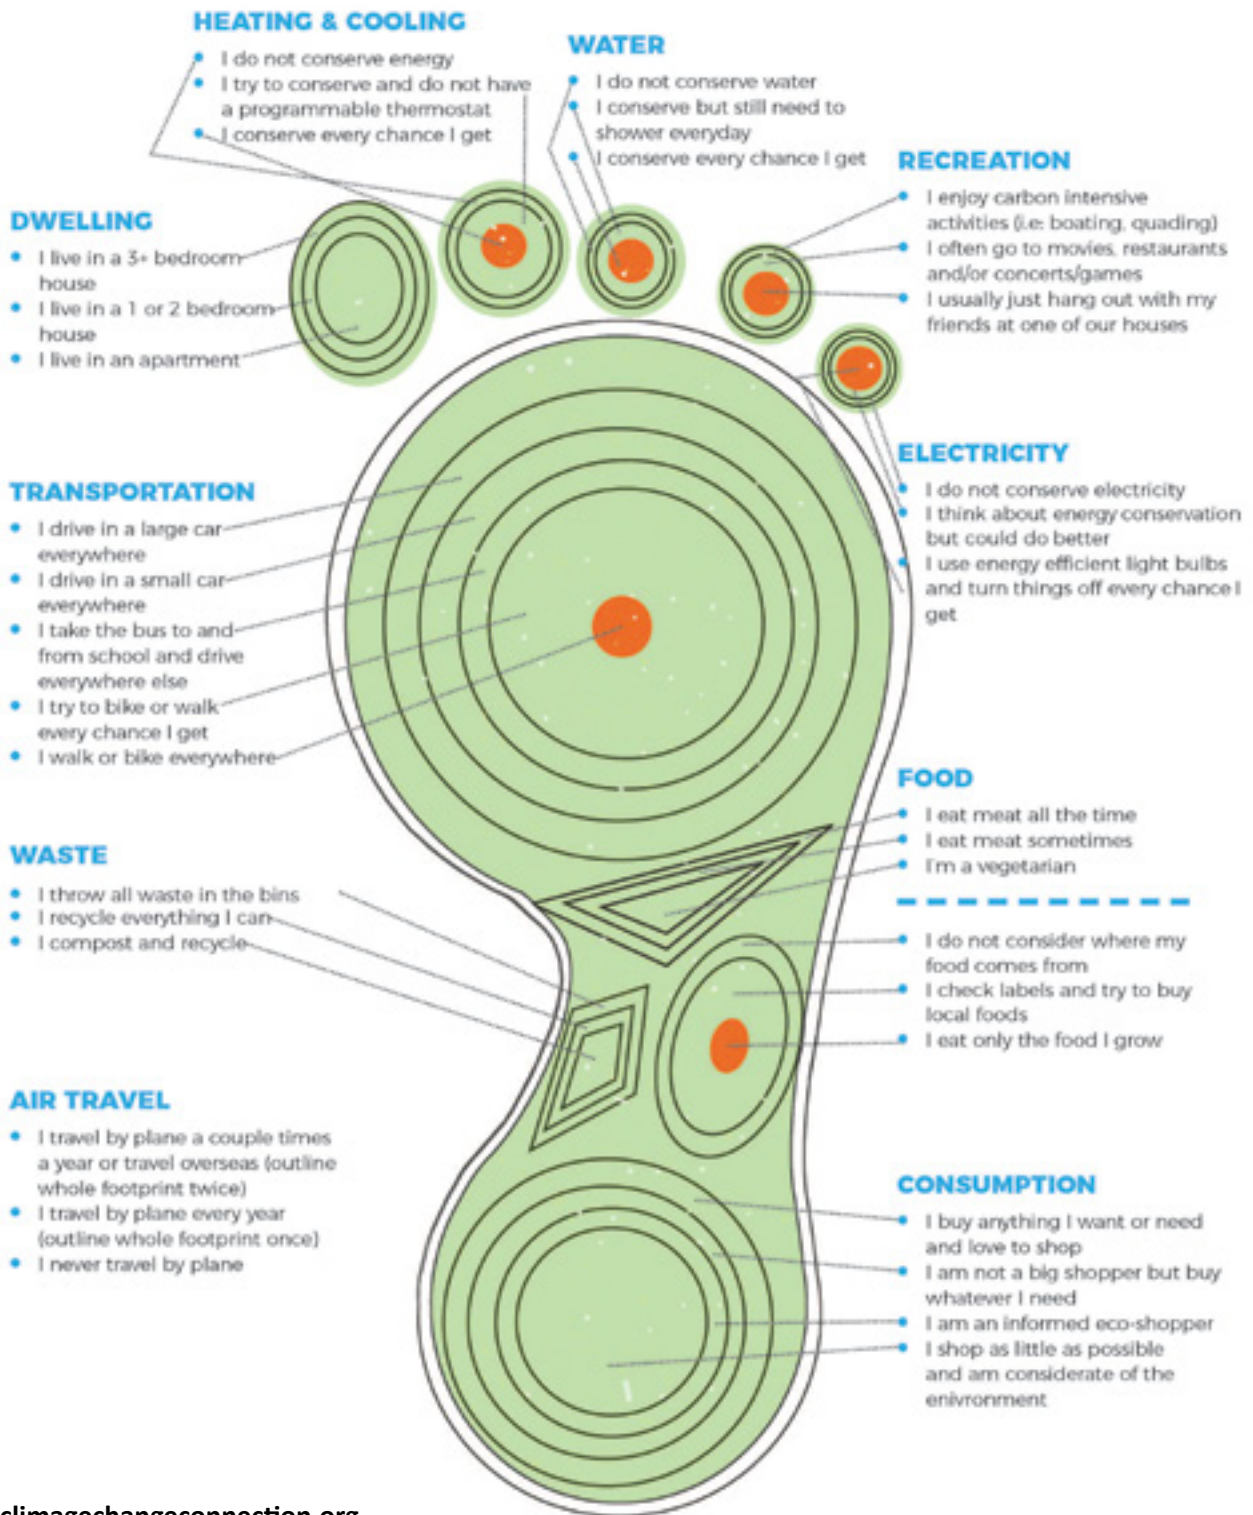 HEATING & COOLING
I do not conserve energy
I try to conserve and do not have
a programmable thermostat
I conserve every chance I get
WATER
I do not conserve water
I conserve but still need to
shower everyday
I conserve every chance I get
RECREATION
I enjoy carbon intensive
activities (i.e: boating, quading)
I often go to movies, restaurants
and/or concerts/games
I usually just hang out with my
friends at one of our houses
DWELLING
I live in a 3+ bedroom
house
I live in a 1 or 2 bedroom
house
I live in an apartment
ELECTRICITY
I do not conserve electricity
I think about energy conservation
but could do better
I use energy efficient light bulbs
and turn things off every chance I
get
TRANSPORTATION
I drive in a large car
everywhere
I drive in a small car
everywhere
I take the bus to and
from school and drive
everywhere else
I try to bike or walk
every chance I get
I walk or bike everywhere
FOOD
I eat meat all the time
I eat meat sometimes
I'm a vegetarian
I do not consider where my
food comes from
I check labels and try to buy
local foods
I eat only the food I grow
WASTE
I throw all waste in the bins
I recycle everything I can
I compost and recycle
AIR TRAVEL
I travel by plane a couple times
a year or travel overseas (outline
whole footprint twice)
I travel by plane every year
(outline whole footprint once)
I never travel by plane
CONSUMPTION
I buy anything I want or need
and love to shop
I am not a big shopper but buy
whatever I need
I am an informed eco-shopper
I shop as little as possible
and am considerate of the
enivronment
climagechangeconnection.org